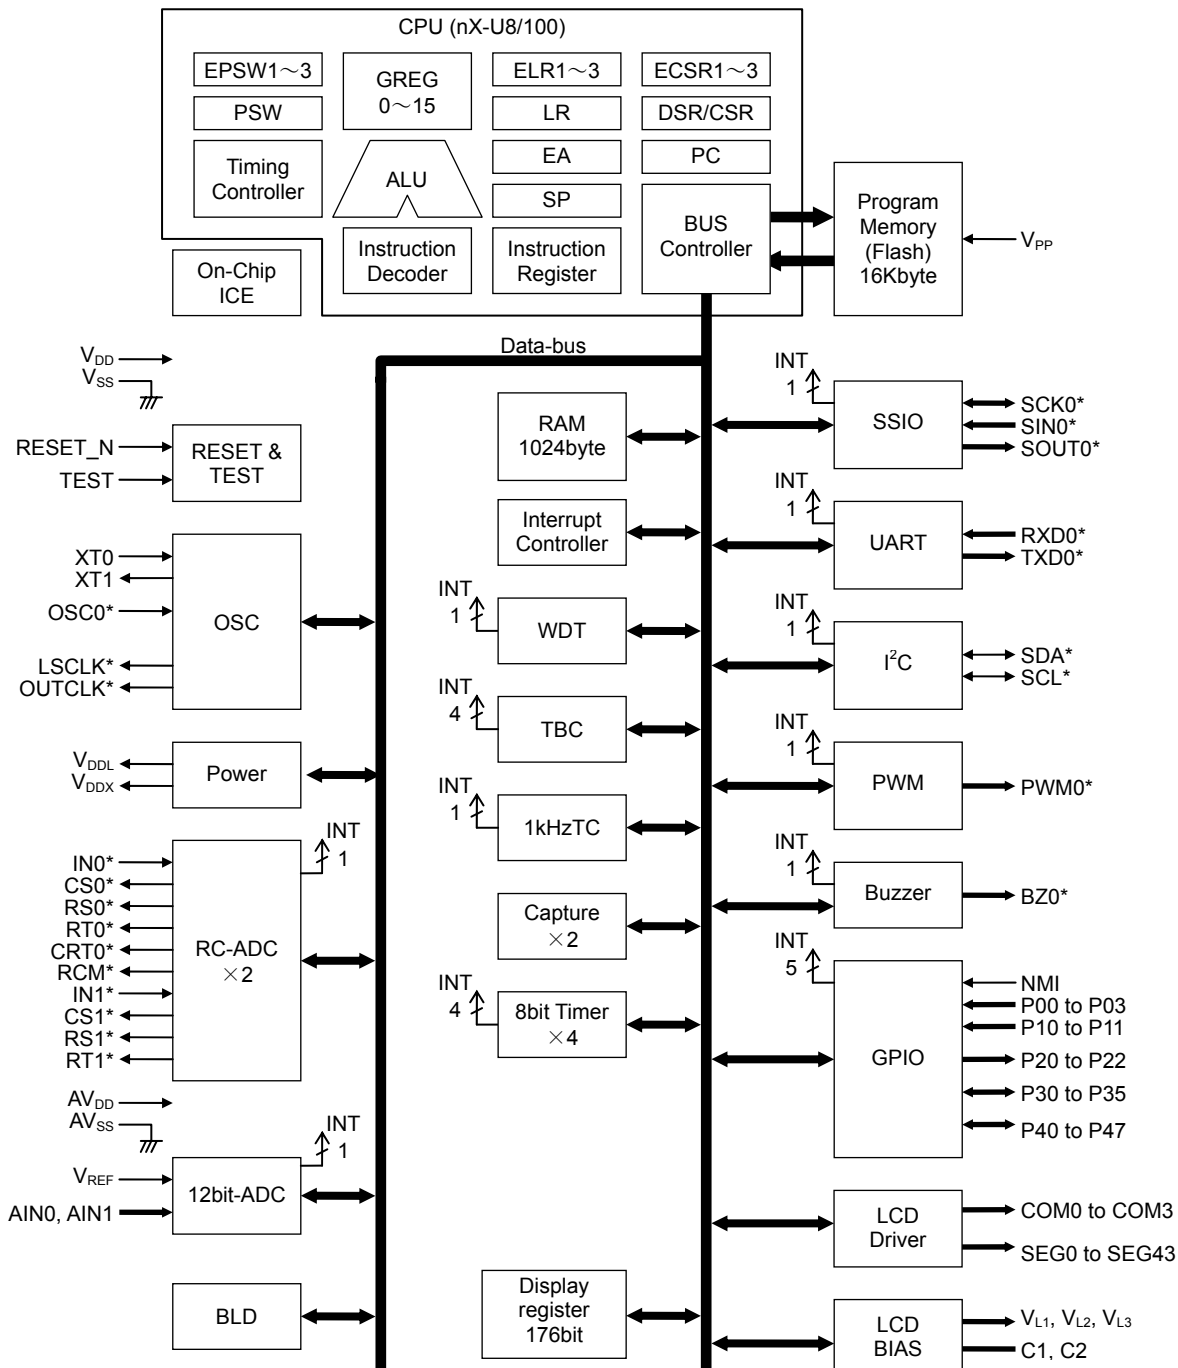 CPU (nX-U8/100)
EPSW1～3
GREG
0～15
ELR1～3
ECSR1～3
PSW
LR
DSR/CSR
Timing
Controller
ALU
EA
PC
SP
BUS
Controller
Program
Memory
(Flash)
16Kbyte
VPP
On-Chip
ICE
Instruction
Decoder
Instruction
Register
Data-bus
VDD
VSS
RESET_N
TEST
RESET &
TEST
XT0
XT1
OSC0*
LSCLK*
OUTCLK*
OSC
VDDL
VDDX
Power
IN0*
CS0*
RS0*
RT0*
CRT0*
RCM*
IN1*
CS1*
RS1*
RT1*
RC-ADC
×2
INT
1
AVDD
AVSS
VREF
AIN0, AIN1
12bit-ADC
INT
1
BLD
RAM
1024byte
Interrupt
Controller
INT
1
WDT
INT
4
TBC
INT
1
1kHzTC
Capture
×2
INT
4
8bit Timer
×4
Display
register
176bit
INT
1
SSIO
SCK0*
SIN0*
SOUT0*
INT
1
UART
RXD0*
TXD0*
INT
1
I²C
SDA*
SCL*
INT
1
PWM
PWM0*
INT
1
Buzzer
BZ0*
INT
5
GPIO
NMI
P00 to P03
P10 to P11
P20 to P22
P30 to P35
P40 to P47
LCD
Driver
COM0 to COM3
SEG0 to SEG43
LCD
BIAS
VL1, VL2, VL3
C1, C2